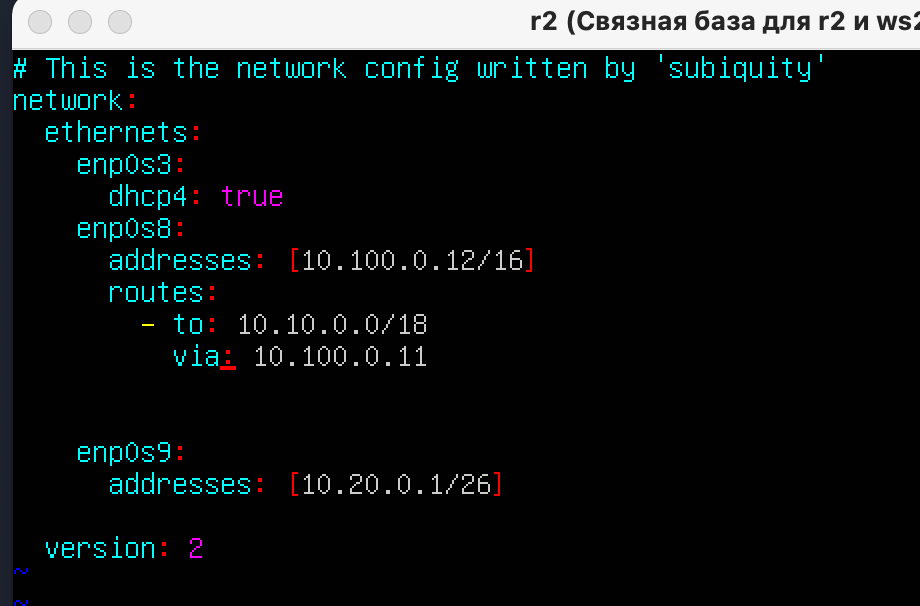 r2 (Связная база для r2 и ws2
# This is the network config written by 'subiquity'
network:
  ethernets:
    enp0s3:
      dhcp4: true
    enp0s8:
      addresses: [10.100.0.12/16]
      routes:
        - to: 10.10.0.0/18
          via: 10.100.0.11
    enp0s9:
      addresses: [10.20.0.1/26]
  version: 2
~
~